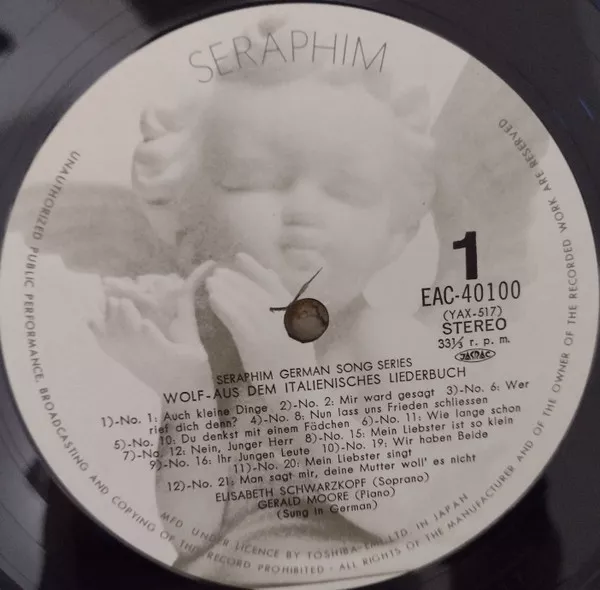 SERAPHIM
1
EAC-40100
(YAX-517)
STEREO
33⅓ r. p. m.
JASRAC
SERAPHIM GERMAN SONG SERIES
WOLF-AUS DEM ITALIENISCHES LIEDERBUCH
1)-No. 1: Auch kleine Dinge 2)-No. 2: Mir ward gesagt 3)-No. 6: Wer
rief dich denn? 4)-No. 8: Nun lass uns Frieden schliessen
5)-No. 10: Du denkst mit einem Fädchen 6)-No. 11: Wie lange schon
7)-No. 12: Nein, Junger Herr 8)-No. 15: Mein Liebster ist so klein
9)-No. 16: Ihr Jungen Leute 10)-No. 19: Wir haben Beide
11)-No. 20: Mein Liebster singt
12)-No. 21: Man sagt mir, deine Mutter woll' es nicht
ELISABETH SCHWARZKOPF (Soprano)
GERALD MOORE (Piano)
(Sung in German)
MFD. UNDER LICENCE BY TOSHIBA-EMI LTD. IN JAPAN
UNAUTHORIZED PUBLIC PERFORMANCE, BROADCASTING AND COPYING OF THE RECORD PROHIBITED · ALL RIGHTS OF THE MANUFACTURER AND OF THE OWNER OF THE RECORDED WORK ARE RESERVED